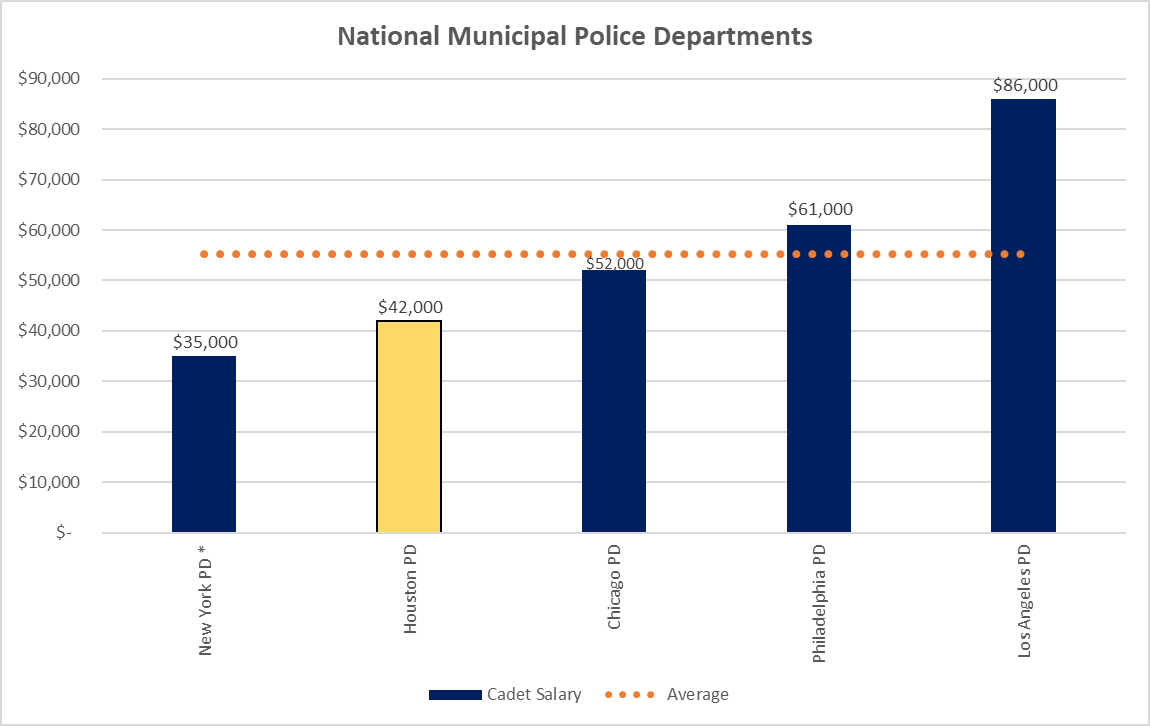 National Municipal Police Departments
$90,000
$80,000
$70,000
$60,000
$50,000
$40,000
$30,000
$20,000
$10,000
$-
$35,000
$42,000
$52,000
$61,000
$86,000
New York PD *
Houston PD
Chicago PD
Philadelphia PD
Los Angeles PD
Cadet Salary
Average